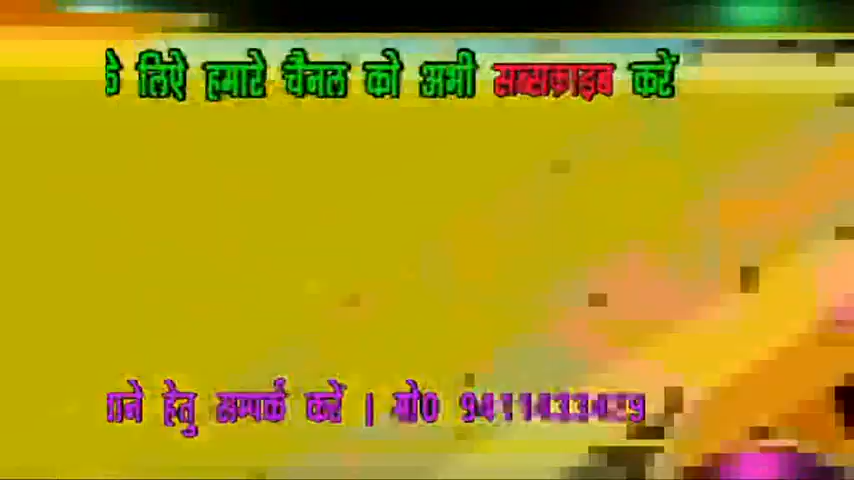 लिऐ हमारे चैनल को अभी सब्सक्राइब करें
हेतु सम्पर्क करें | मो0